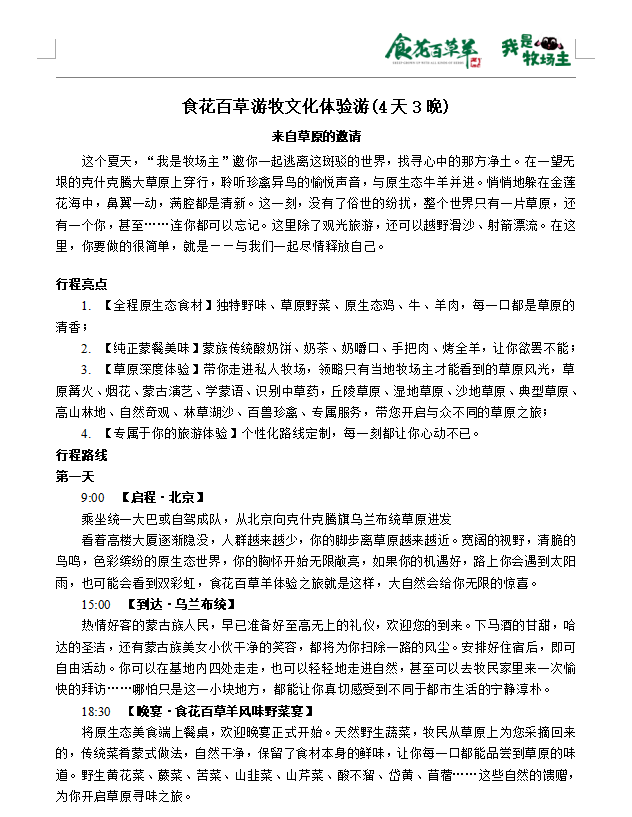 食花百草羊
我是牧场主
食花百草游牧文化体验游(4天3晚)
来自草原的邀请
这个夏天，“我是牧场主”邀你一起逃离这斑驳的世界，找寻心中的那方净土。在一望无
垠的克什克腾大草原上穿行，聆听珍禽异鸟的愉悦声音，与原生态牛羊并进。悄悄地躲在金莲
花海中，鼻翼一动，满腔都是清新。这一刻，没有了俗世的纷扰，整个世界只有一片草原，还
有一个你，甚至……连你都可以忘记。这里除了观光旅游，还可以越野滑沙、射箭漂流。在这
里，你要做的很简单，就是——与我们一起尽情释放自己。
行程亮点
1. 【全程原生态食材】独特野味、草原野菜、原生态鸡、牛、羊肉，每一口都是草原的
清香；
2. 【纯正蒙餐美味】蒙族传统酸奶饼、奶茶、奶嚼口、手把肉、烤全羊，让你欲罢不能；
3. 【草原深度体验】带你走进私人牧场，领略只有当地牧场主才能看到的草原风光，草
原篝火、烟花、蒙古演艺、学蒙语、识别中草药，丘陵草原、湿地草原、沙地草原、典型草原、
高山林地、自然奇观、林草湖沙、百兽珍禽、专属服务，带您开启与众不同的草原之旅；
4. 【专属于你的旅游体验】个性化路线定制，每一刻都让你心动不已。
行程路线
第一天
9:00 【启程·北京】
乘坐统一大巴或自驾成队，从北京向克什克腾旗乌兰布统草原进发
看着高楼大厦逐渐隐没，人群越来越少，你的脚步离草原越来越近。宽阔的视野，清脆的
鸟鸣，色彩缤纷的原生态世界，你的胸怀开始无限敞亮，如果你的机遇好，路上你会遇到太阳
雨，也可能会看到双彩虹，食花百草羊体验之旅就是这样，大自然会给你无限的惊喜。
15:00 【到达·乌兰布统】
热情好客的蒙古族人民，早已准备好至高无上的礼仪，欢迎您的到来。下马酒的甘甜，哈
达的圣洁，还有蒙古族美女小伙干净的笑容，都将为你扫除一路的风尘。安排好住宿后，即可
自由活动。你可以在基地内四处走走，也可以轻轻地走进自然，甚至可以去牧民家里来一次愉
快的拜访……哪怕只是这一小块地方，都能让你真切感受到不同于都市生活的宁静淳朴。
18:30 【晚宴·食花百草羊风味野菜宴】
将原生态美食端上餐桌，欢迎晚宴正式开始。天然野生蔬菜，牧民从草原上为您采摘回来
的，传统菜肴蒙式做法，自然干净，保留了食材本身的鲜味，让你每一口都能品尝到草原的味
道。野生黄花菜、蕨菜、苦菜、山韭菜、山芹菜、酸不溜、岱黄、苜蓿……这些自然的馈赠，
为你开启草原寻味之旅。